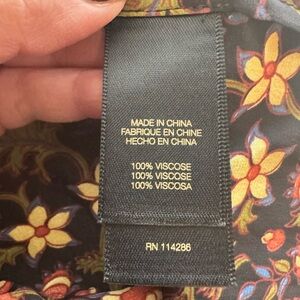 MADE IN CHINA
FABRIQUE EN CHINE
HECHO EN CHINA
100% VISCOSE
100% VISCOSE
100% VISCOSA
RN 114286